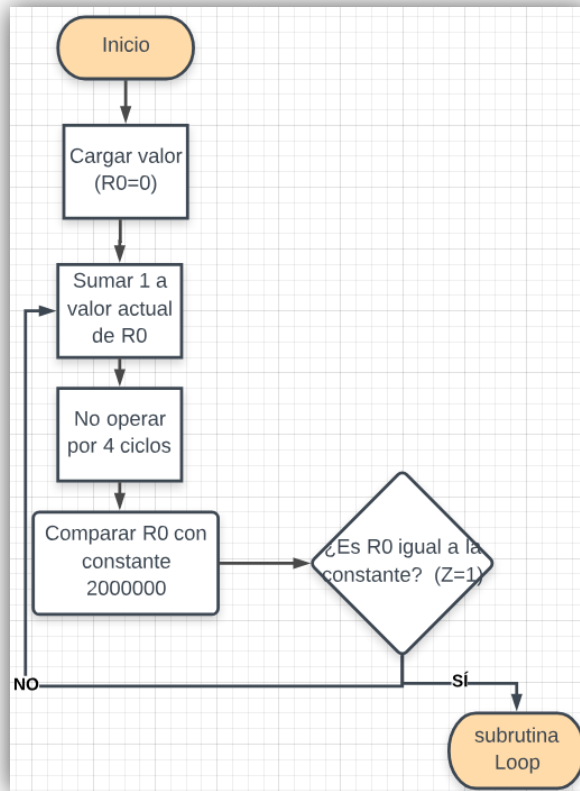 Inicio
Cargar valor
(R0=0)
Sumar 1 a
valor actual
de R0
No operar
por 4 ciclos
Comparar R0 con
constante
2000000
¿Es R0 igual a la
constante? (Z=1)
NO
SÍ
subrutina
Loop